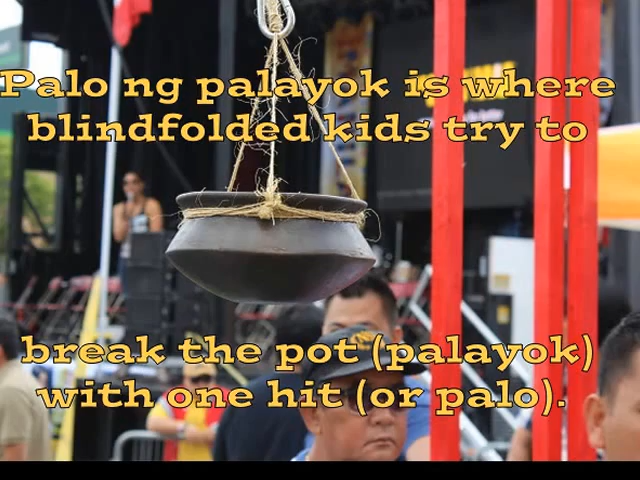 Palo ng palayok is where
blindfolded kids try to
break the pot (palayok)
with one hit (or palo).